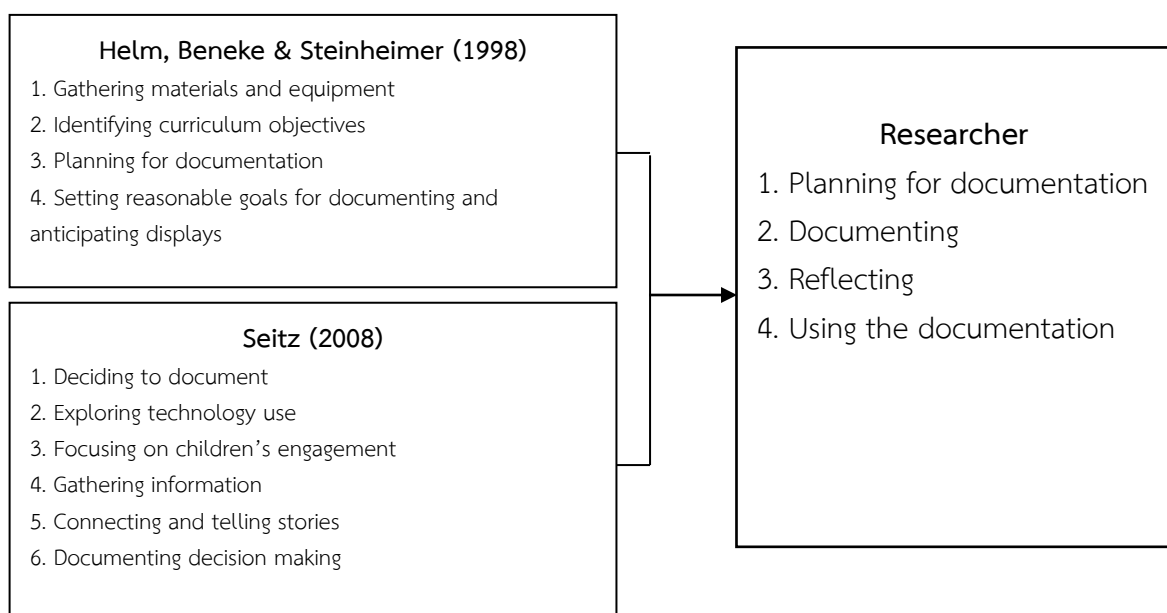 Helm, Beneke & Steinheimer (1998)
1. Gathering materials and equipment
2. Identifying curriculum objectives
3. Planning for documentation
4. Setting reasonable goals for documenting and
anticipating displays
Seitz (2008)
1. Deciding to document
2. Exploring technology use
3. Focusing on children’s engagement
4. Gathering information
5. Connecting and telling stories
6. Documenting decision making
Researcher
1. Planning for documentation
2. Documenting
3. Reflecting
4. Using the documentation